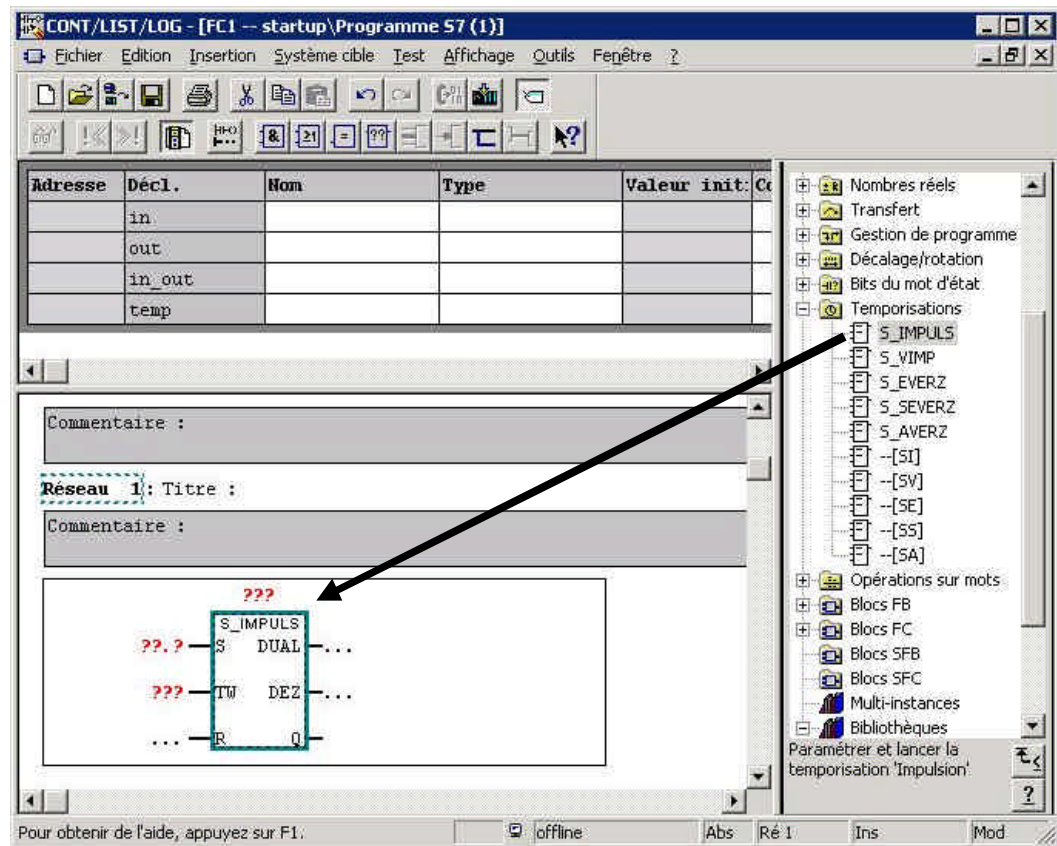 CONT/LIST/LOG - [FC1 -- startup\Programme S7 (1)]
Fichier Edition Insertion Système cible Test Affichage Outils Fenêtre ?
Adresse Décl. Nom Type Valeur init: Co
in
out
in_out
temp
Commentaire :
Réseau 1: Titre :
Commentaire :
???
S_IMPULS
??.? S DUAL ...
??? TW DEZ ...
... R Q
Nombres réels
Transfert
Gestion de programme
Décalage/rotation
Bits du mot d'état
Temporisations
S_IMPULS
S_VIMP
S_EVERZ
S_SEVERZ
S_AVERZ
--[SI]
--[SV]
--[SE]
--[SS]
--[SA]
Opérations sur mots
Blocs FB
Blocs FC
Blocs SFB
Blocs SFC
Multi-instances
Bibliothèques
Paramétrer et lancer la
temporisation 'Impulsion'
Pour obtenir de l'aide, appuyez sur F1. offline Abs Ré 1 Ins Mod